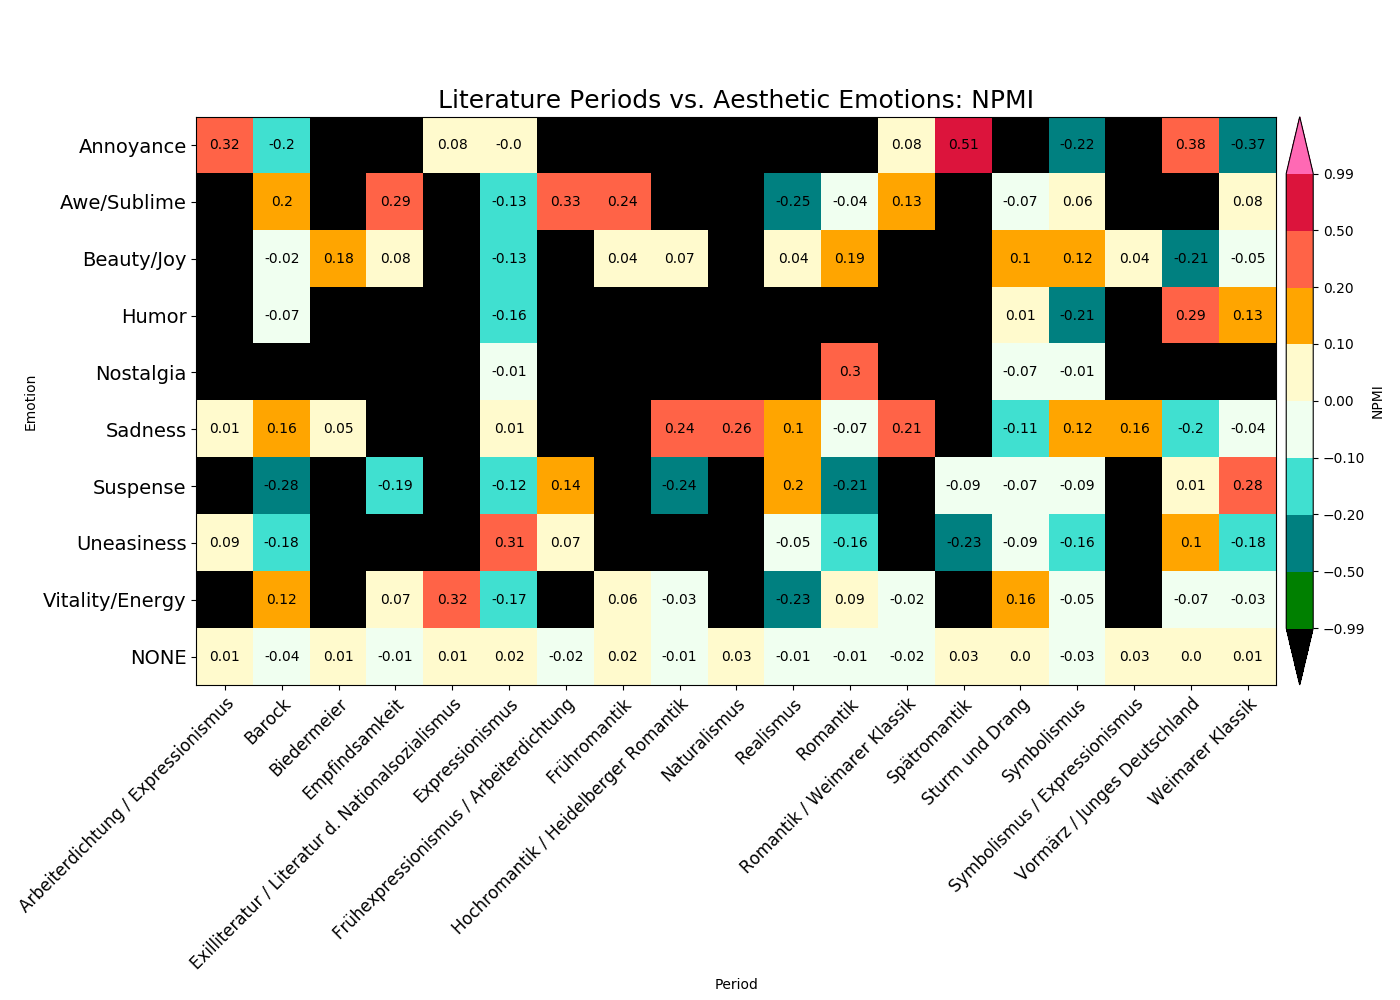 Literature Periods vs. Aesthetic Emotions: NPMI
Annoyance 0.32 -0.2 0.08 -0.0 0.08 0.51 -0.22 0.38 -0.37
Awe/Sublime 0.2 0.29 -0.13 0.33 0.24 -0.25 -0.04 0.13 -0.07 0.06 0.08
Beauty/Joy -0.02 0.18 0.08 -0.13 0.04 0.07 0.04 0.19 0.1 0.12 0.04 -0.21 -0.05
Humor -0.07 -0.16 0.01 -0.21 0.29 0.13
Nostalgia -0.01 0.3 -0.07 -0.01
Sadness 0.01 0.16 0.05 0.01 0.24 0.26 0.1 -0.07 0.21 -0.11 0.12 0.16 -0.2 -0.04
Suspense -0.28 -0.19 -0.12 0.14 -0.24 0.2 -0.21 -0.09 -0.07 -0.09 0.01 0.28
Uneasiness 0.09 -0.18 0.31 0.07 -0.05 -0.16 -0.23 -0.09 -0.16 0.1 -0.18
Vitality/Energy 0.12 0.07 0.32 -0.17 0.06 -0.03 -0.23 0.09 -0.02 0.16 -0.05 -0.07 -0.03
NONE 0.01 -0.04 0.01 -0.01 0.01 0.02 -0.02 0.02 -0.01 0.03 -0.01 -0.01 -0.02 0.03 0.0 -0.03 0.03 0.0 0.01
Emotion
Arbeiterdichtung / Expressionismus
Barock
Biedermeier
Empfindsamkeit
Exilliteratur / Literatur d. Nationalsozialismus
Expressionismus
Frühexpressionismus / Arbeiterdichtung
Frühromantik
Hochromantik / Heidelberger Romantik
Naturalismus
Realismus
Romantik
Romantik / Weimarer Klassik
Spätromantik
Sturm und Drang
Symbolismus
Symbolismus / Expressionismus
Vormärz / Junges Deutschland
Weimarer Klassik
Period
0.99
0.50
0.20
0.10
0.00
−0.10
−0.20
−0.50
−0.99
NPMI